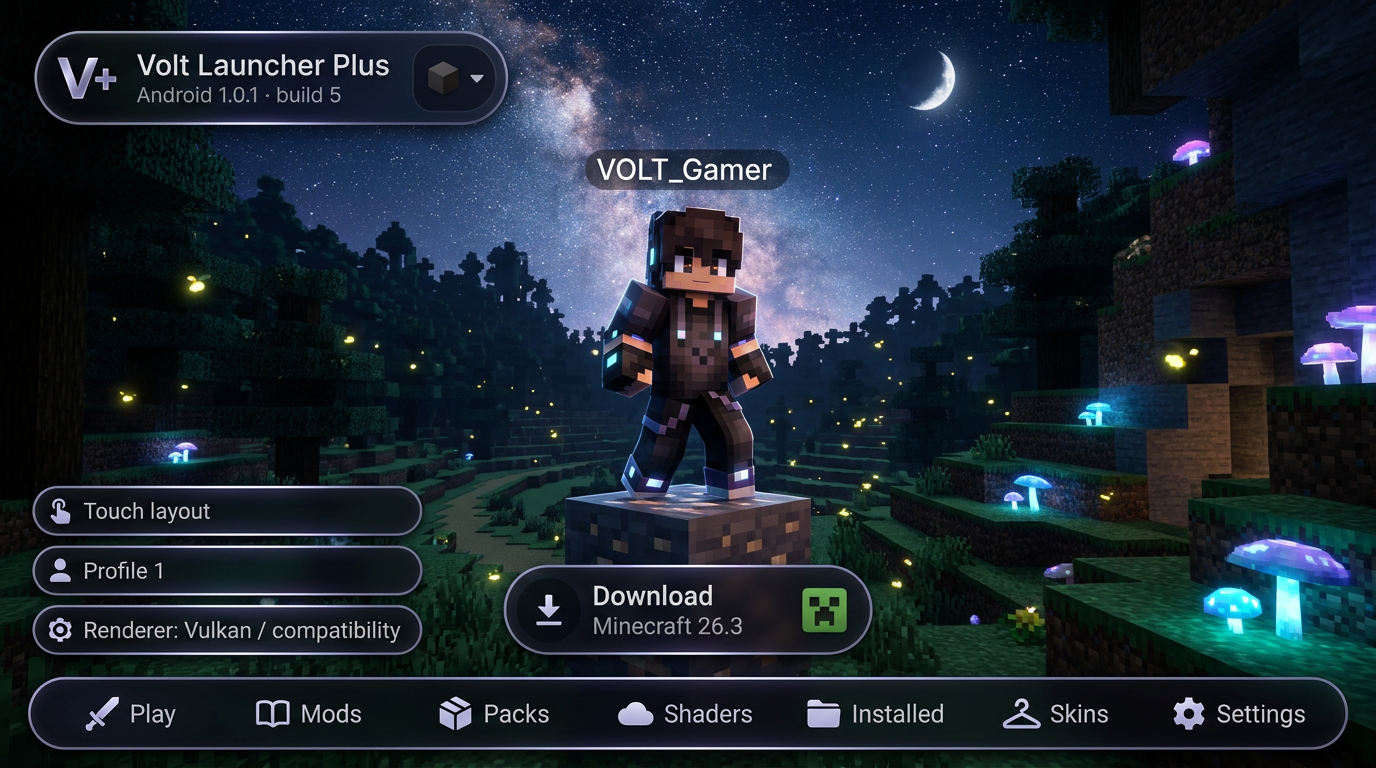 V+
Volt Launcher Plus
Android 1.0.1 · build 5
VOLT_Gamer
Touch layout
Profile 1
Renderer: Vulkan / compatibility
Download
Minecraft 26.3
Play
Mods
Packs
Shaders
Installed
Skins
Settings